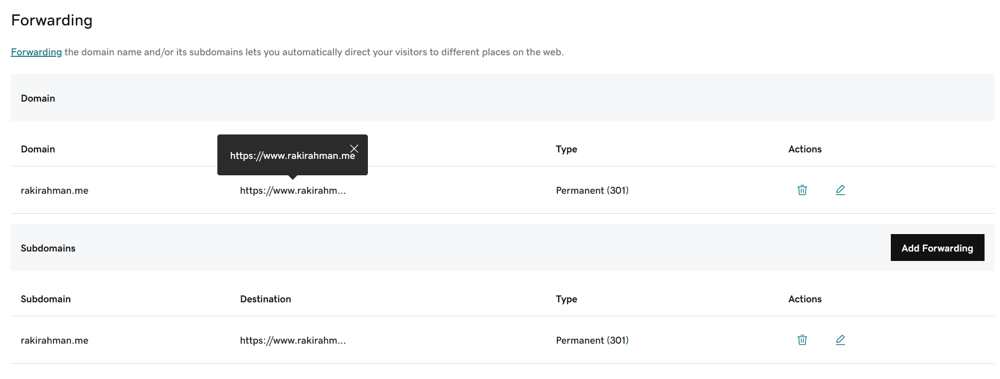 Forwarding
Forwarding the domain name and/or its subdomains lets you automatically direct your visitors to different places on the web.
Domain
Domain Type Actions
https://www.rakirahman.me
rakirahman.me https://www.rakirahm... Permanent (301)
Subdomains Add Forwarding
Subdomain Destination Type Actions
rakirahman.me https://www.rakirahm... Permanent (301)